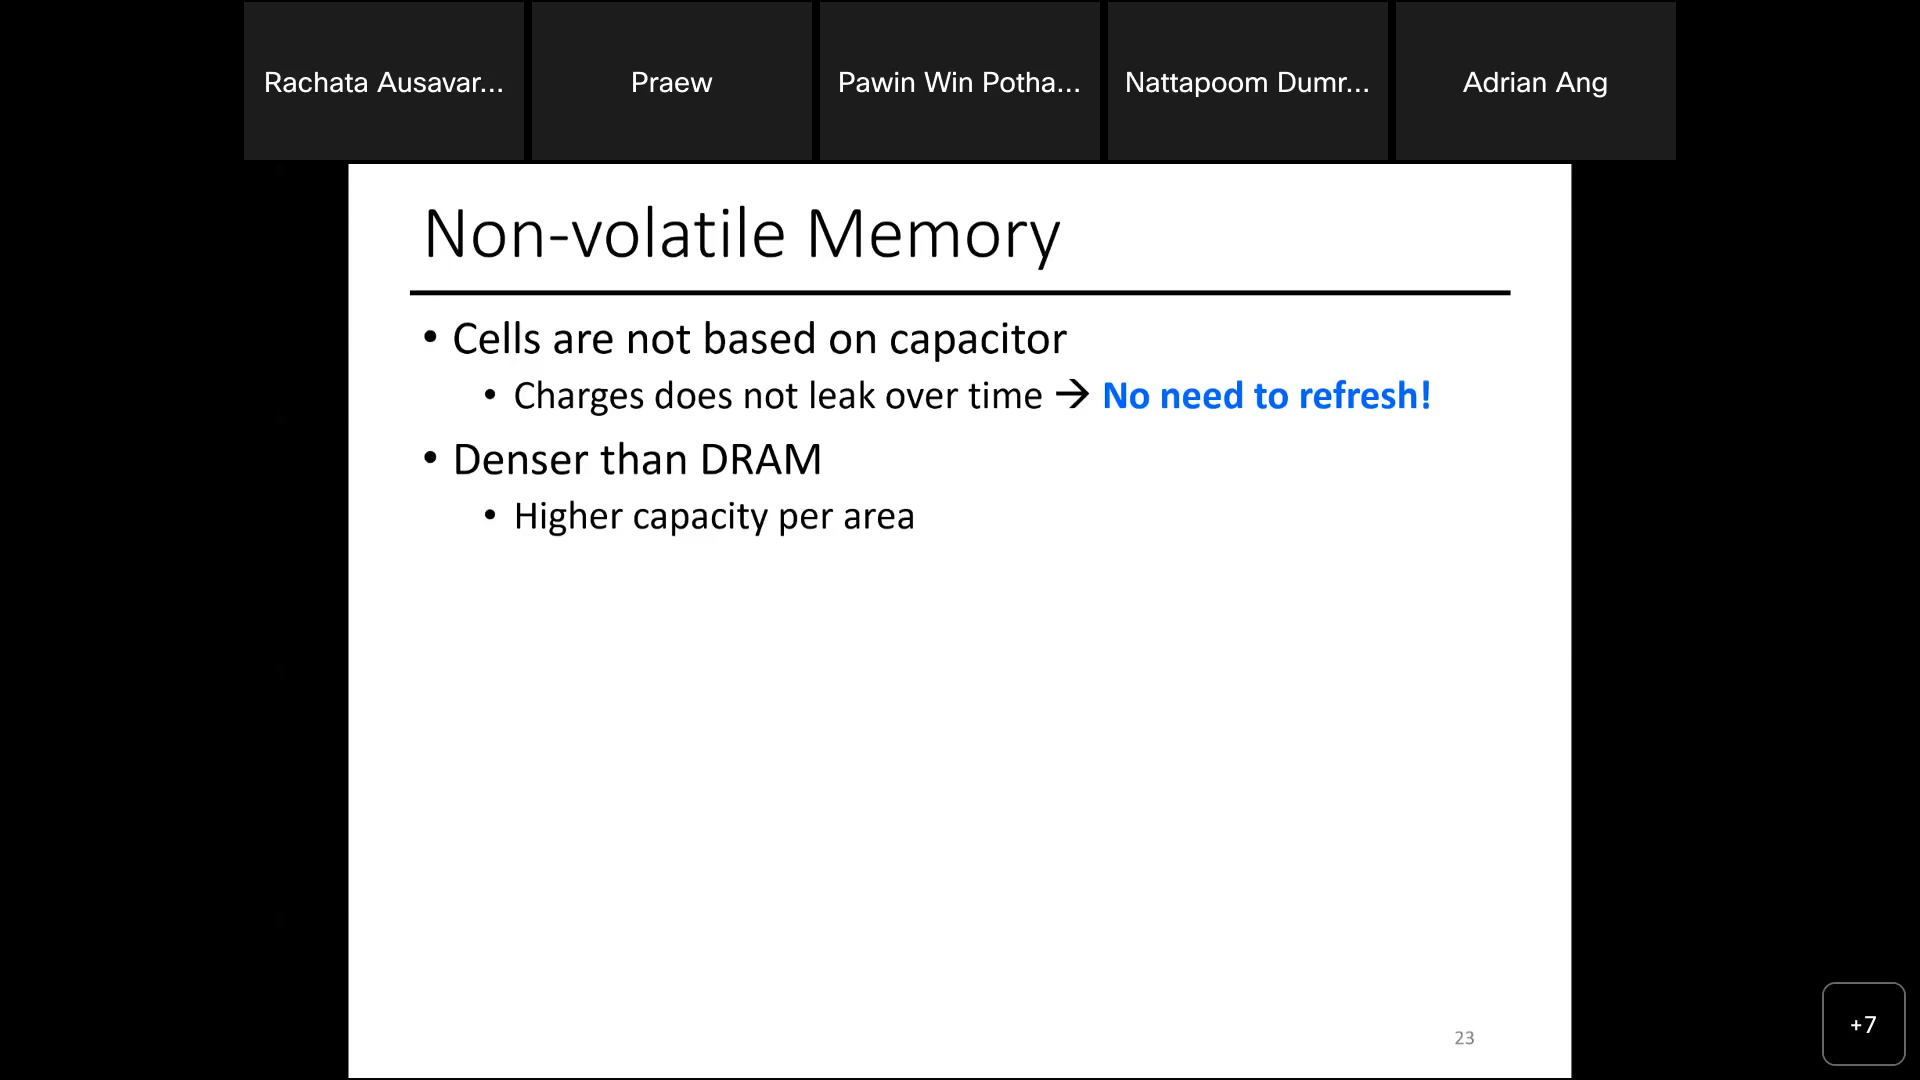 Rachata Ausavar...
Praew
Pawin Win Potha...
Nattapoom Dumr...
Adrian Ang
Non-volatile Memory
• Cells are not based on capacitor
• Charges does not leak over time → No need to refresh!
• Denser than DRAM
• Higher capacity per area
23
+7